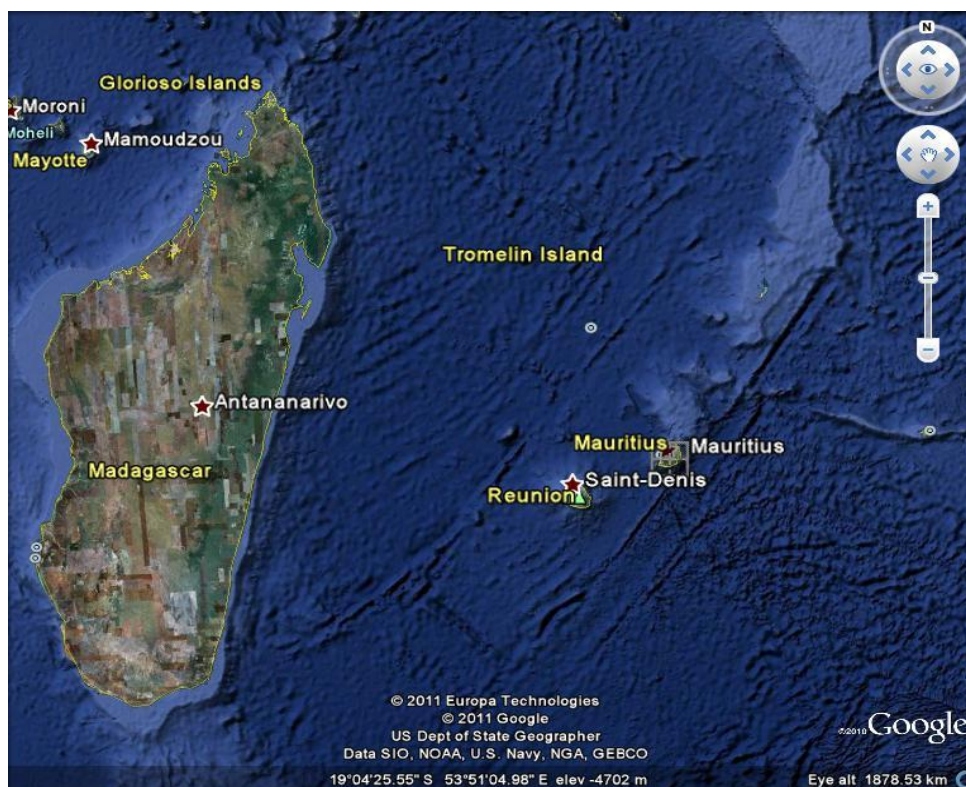 N
Glorioso Islands
Moroni
Moheli
Mamoudzou
Mayotte
Tromelin Island
Antananarivo
Mauritius
Mauritius
Madagascar
Saint-Denis
Reunion
© 2011 Europa Technologies
© 2011 Google
US Dept of State Geographer
Data SIO, NOAA, U.S. Navy, NGA, GEBCO
©2010 Google
19°04'25.55" S 53°51'04.98" E elev -4702 m
Eye alt 1878.53 km